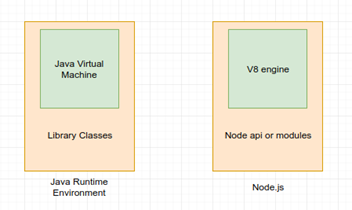 Java Virtual
Machine
Library Classes
Java Runtime
Environment
V8 engine
Node api or modules
Node.js